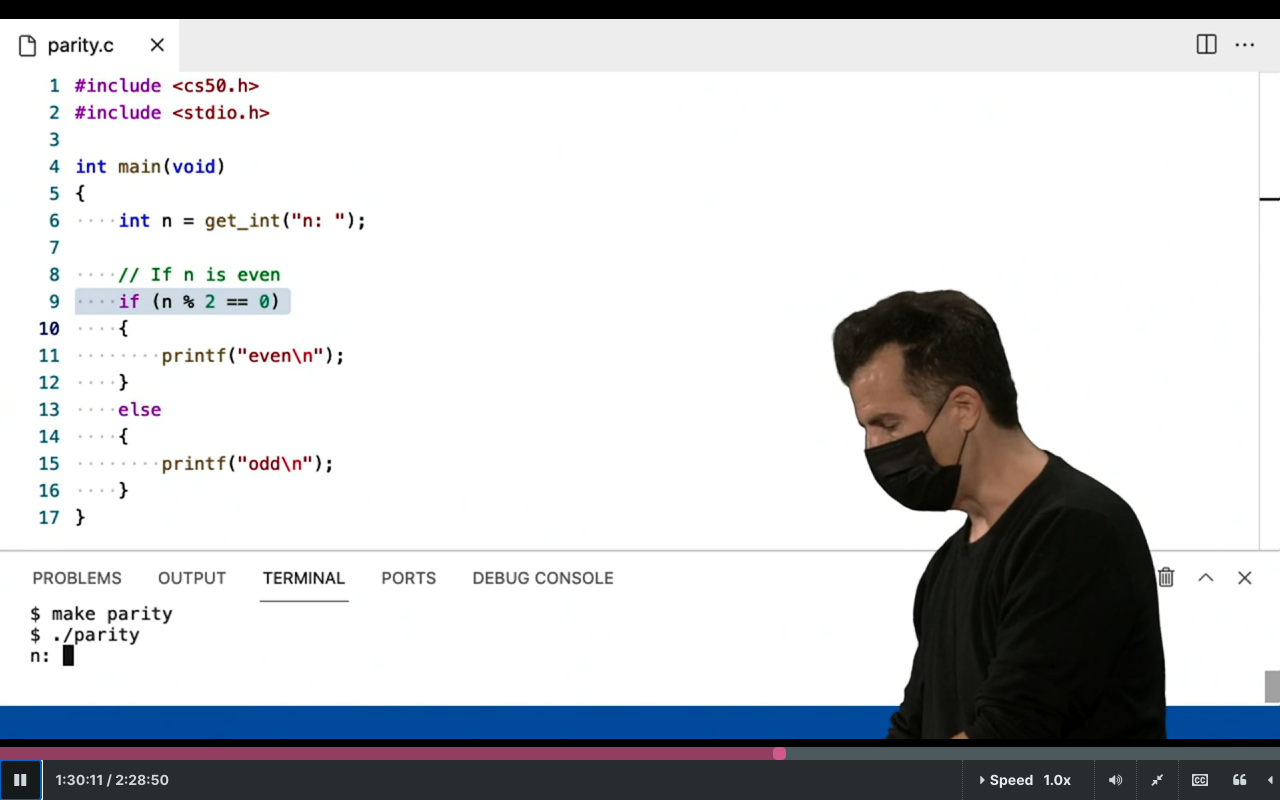 parity.c
1 #include <cs50.h>
2 #include <stdio.h>
3
4 int main(void)
5 {
6 ····int n = get_int("n: ");
7
8 ····// If n is even
9 ····if (n % 2 == 0)
10 ····{
11 ········printf("even\n");
12 ····}
13 ····else
14 ····{
15 ········printf("odd\n");
16 ····}
17 }
PROBLEMS OUTPUT TERMINAL PORTS DEBUG CONSOLE
$ make parity
$ ./parity
n:
1:30:11 / 2:28:50 Speed 1.0x CC